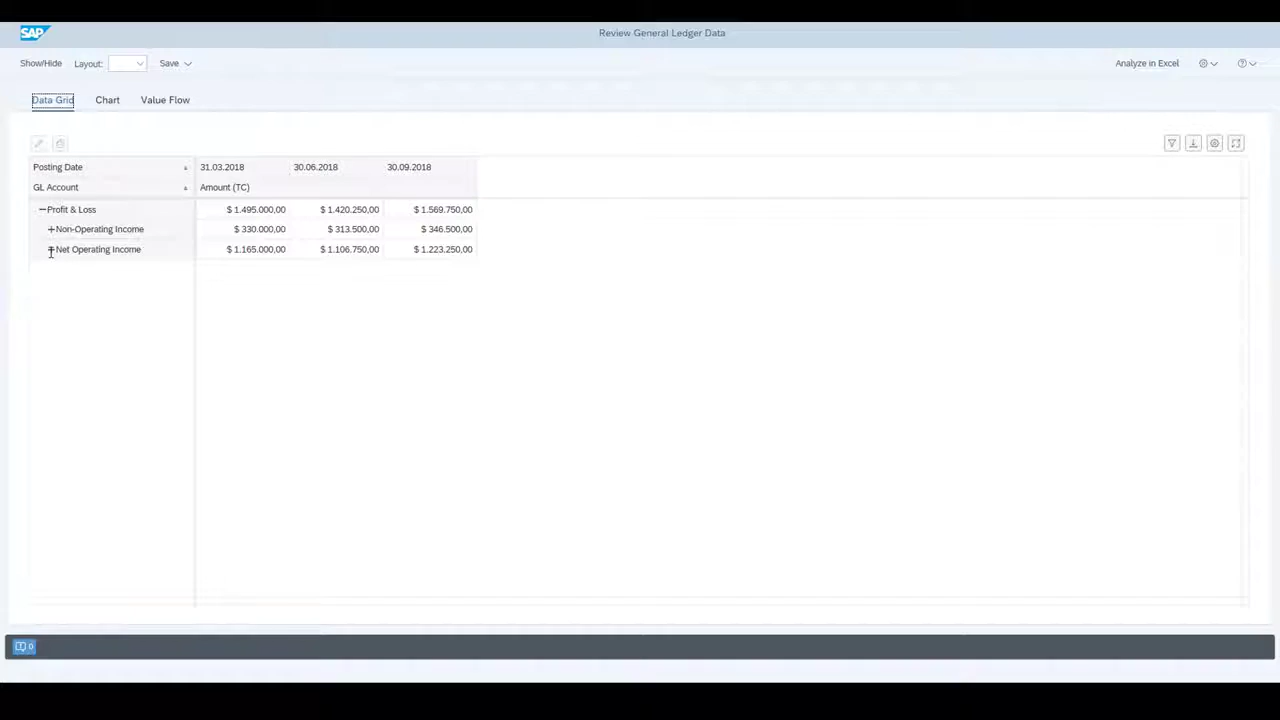 SAP
Review General Ledger Data
Show/Hide Layout: Save Analyze in Excel
Data Grid Chart Value Flow
Posting Date 31.03.2018 30.06.2018 30.09.2018
GL Account Amount (TC)
Profit & Loss $ 1.495.000,00 $ 1.420.250,00 $ 1.569.750,00
Non-Operating Income $ 330.000,00 $ 313.500,00 $ 346.500,00
Net Operating Income $ 1.165.000,00 $ 1.106.750,00 $ 1.223.250,00
0